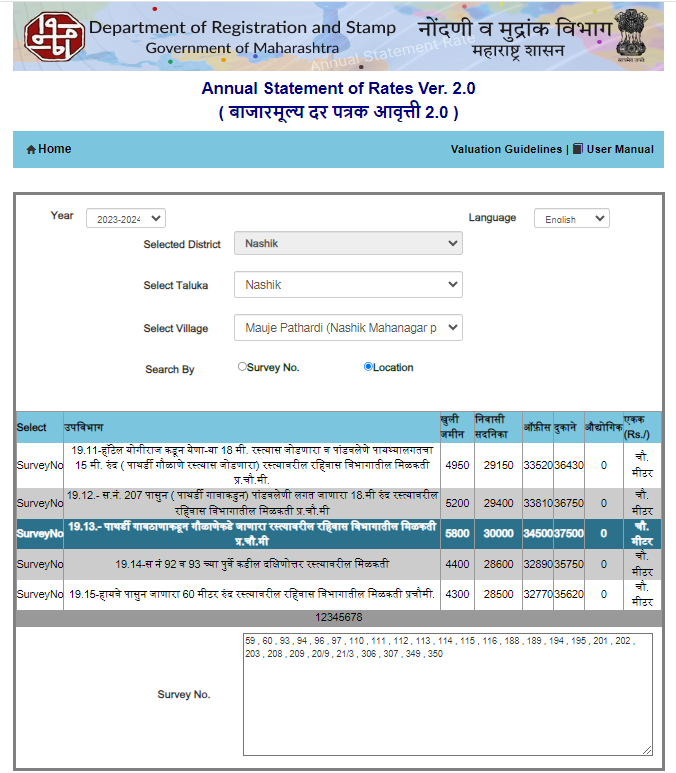 Department of Registration and Stamp
Government of Maharashtra
नोंदणी व मुद्रांक विभाग
महाराष्ट्र शासन
Annual Statement Rate
Annual Statement of Rates Ver. 2.0
( बाजारमूल्य दर पत्रक आवृत्ती 2.0 )
Home
Valuation Guidelines | User Manual
Year 2023-2024 Language English
Selected District Nashik
Select Taluka Nashik
Select Village Mauje Pathardi (Nashik Mahanagar p
Search By Survey No. Location
Select उपविभाग खुली जमीन निवासी सदनिका ऑफ़ीस दुकाने औद्योगिक एकक (Rs./)
SurveyNo 19.11-हॉटेल योगीराज कडून येणा-या 18 मी. रस्त्यास जोडणारा व पांडवलेणे पायथ्यालगतचा
15 मी. रुंद ( पाथर्डी गौळाणे रस्त्यास जोडणारा) रस्त्यावरील रहिवास विभागातील मिळकती
प्र.चौ.मी. 4950 29150 33520 36430 0 चौ. मीटर
SurveyNo 19.12.- स.नं. 207 पासुन ( पाथर्डी गावाकडुन) पांडवलेणी लगत जाणारा 18.मी रुंद रस्त्यावरील
रहिवास विभागातील मिळकती प्र.चौ.मी 5200 29400 33810 36750 0 चौ. मीटर
SurveyNo 19.13.- पाथर्डी गावठाणाकडून गौळाणेकडे जाणारा रस्त्यावरील रहिवास विभागातील मिळकती
प्र.चौ.मी 5800 30000 34500 37500 0 चौ. मीटर
SurveyNo 19.14-स नं 92 व 93 च्या पुर्वे कडील दक्षिणोत्तर रस्त्यावरील मिळकती 4400 28600 32890 35750 0 चौ. मीटर
SurveyNo 19.15-हायवे पासुन जाणारा 60 मीटर रुंद रस्त्यावरील रहिवास विभागातील मिळकती प्रचौमी. 4300 28500 32770 35620 0 चौ. मीटर
12345678
Survey No.
59 , 60 , 93 , 94 , 96 , 97 , 110 , 111 , 112 , 113 , 114 , 115 , 116 , 188 , 189 , 194 , 195 , 201 , 202 ,
203 , 208 , 209 , 20/9 , 21/3 , 306 , 307 , 349 , 350